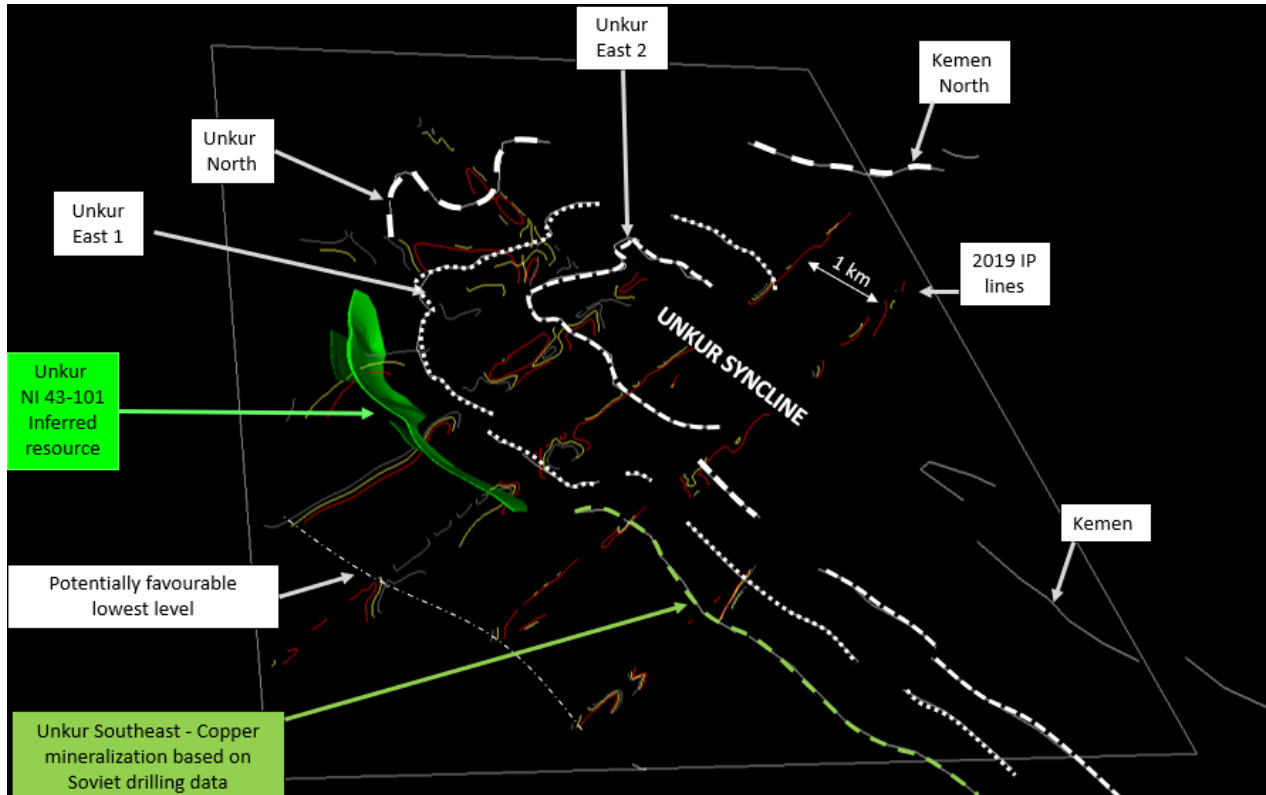 Unkur
East 2
Kemen
North
Unkur
North
Unkur
East 1
1 km
2019 IP
lines
UNKUR SYNCLINE
Unkur
NI 43-101
Inferred
resource
Kemen
Potentially favourable
lowest level
Unkur Southeast - Copper
mineralization based on
Soviet drilling data